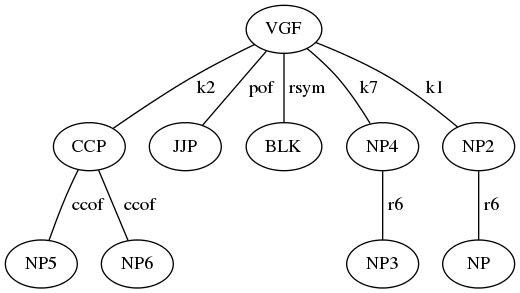 VGF
k2 pof rsym k7 k1
CCP JJP BLK NP4 NP2
ccof ccof r6 r6
NP5 NP6 NP3 NP